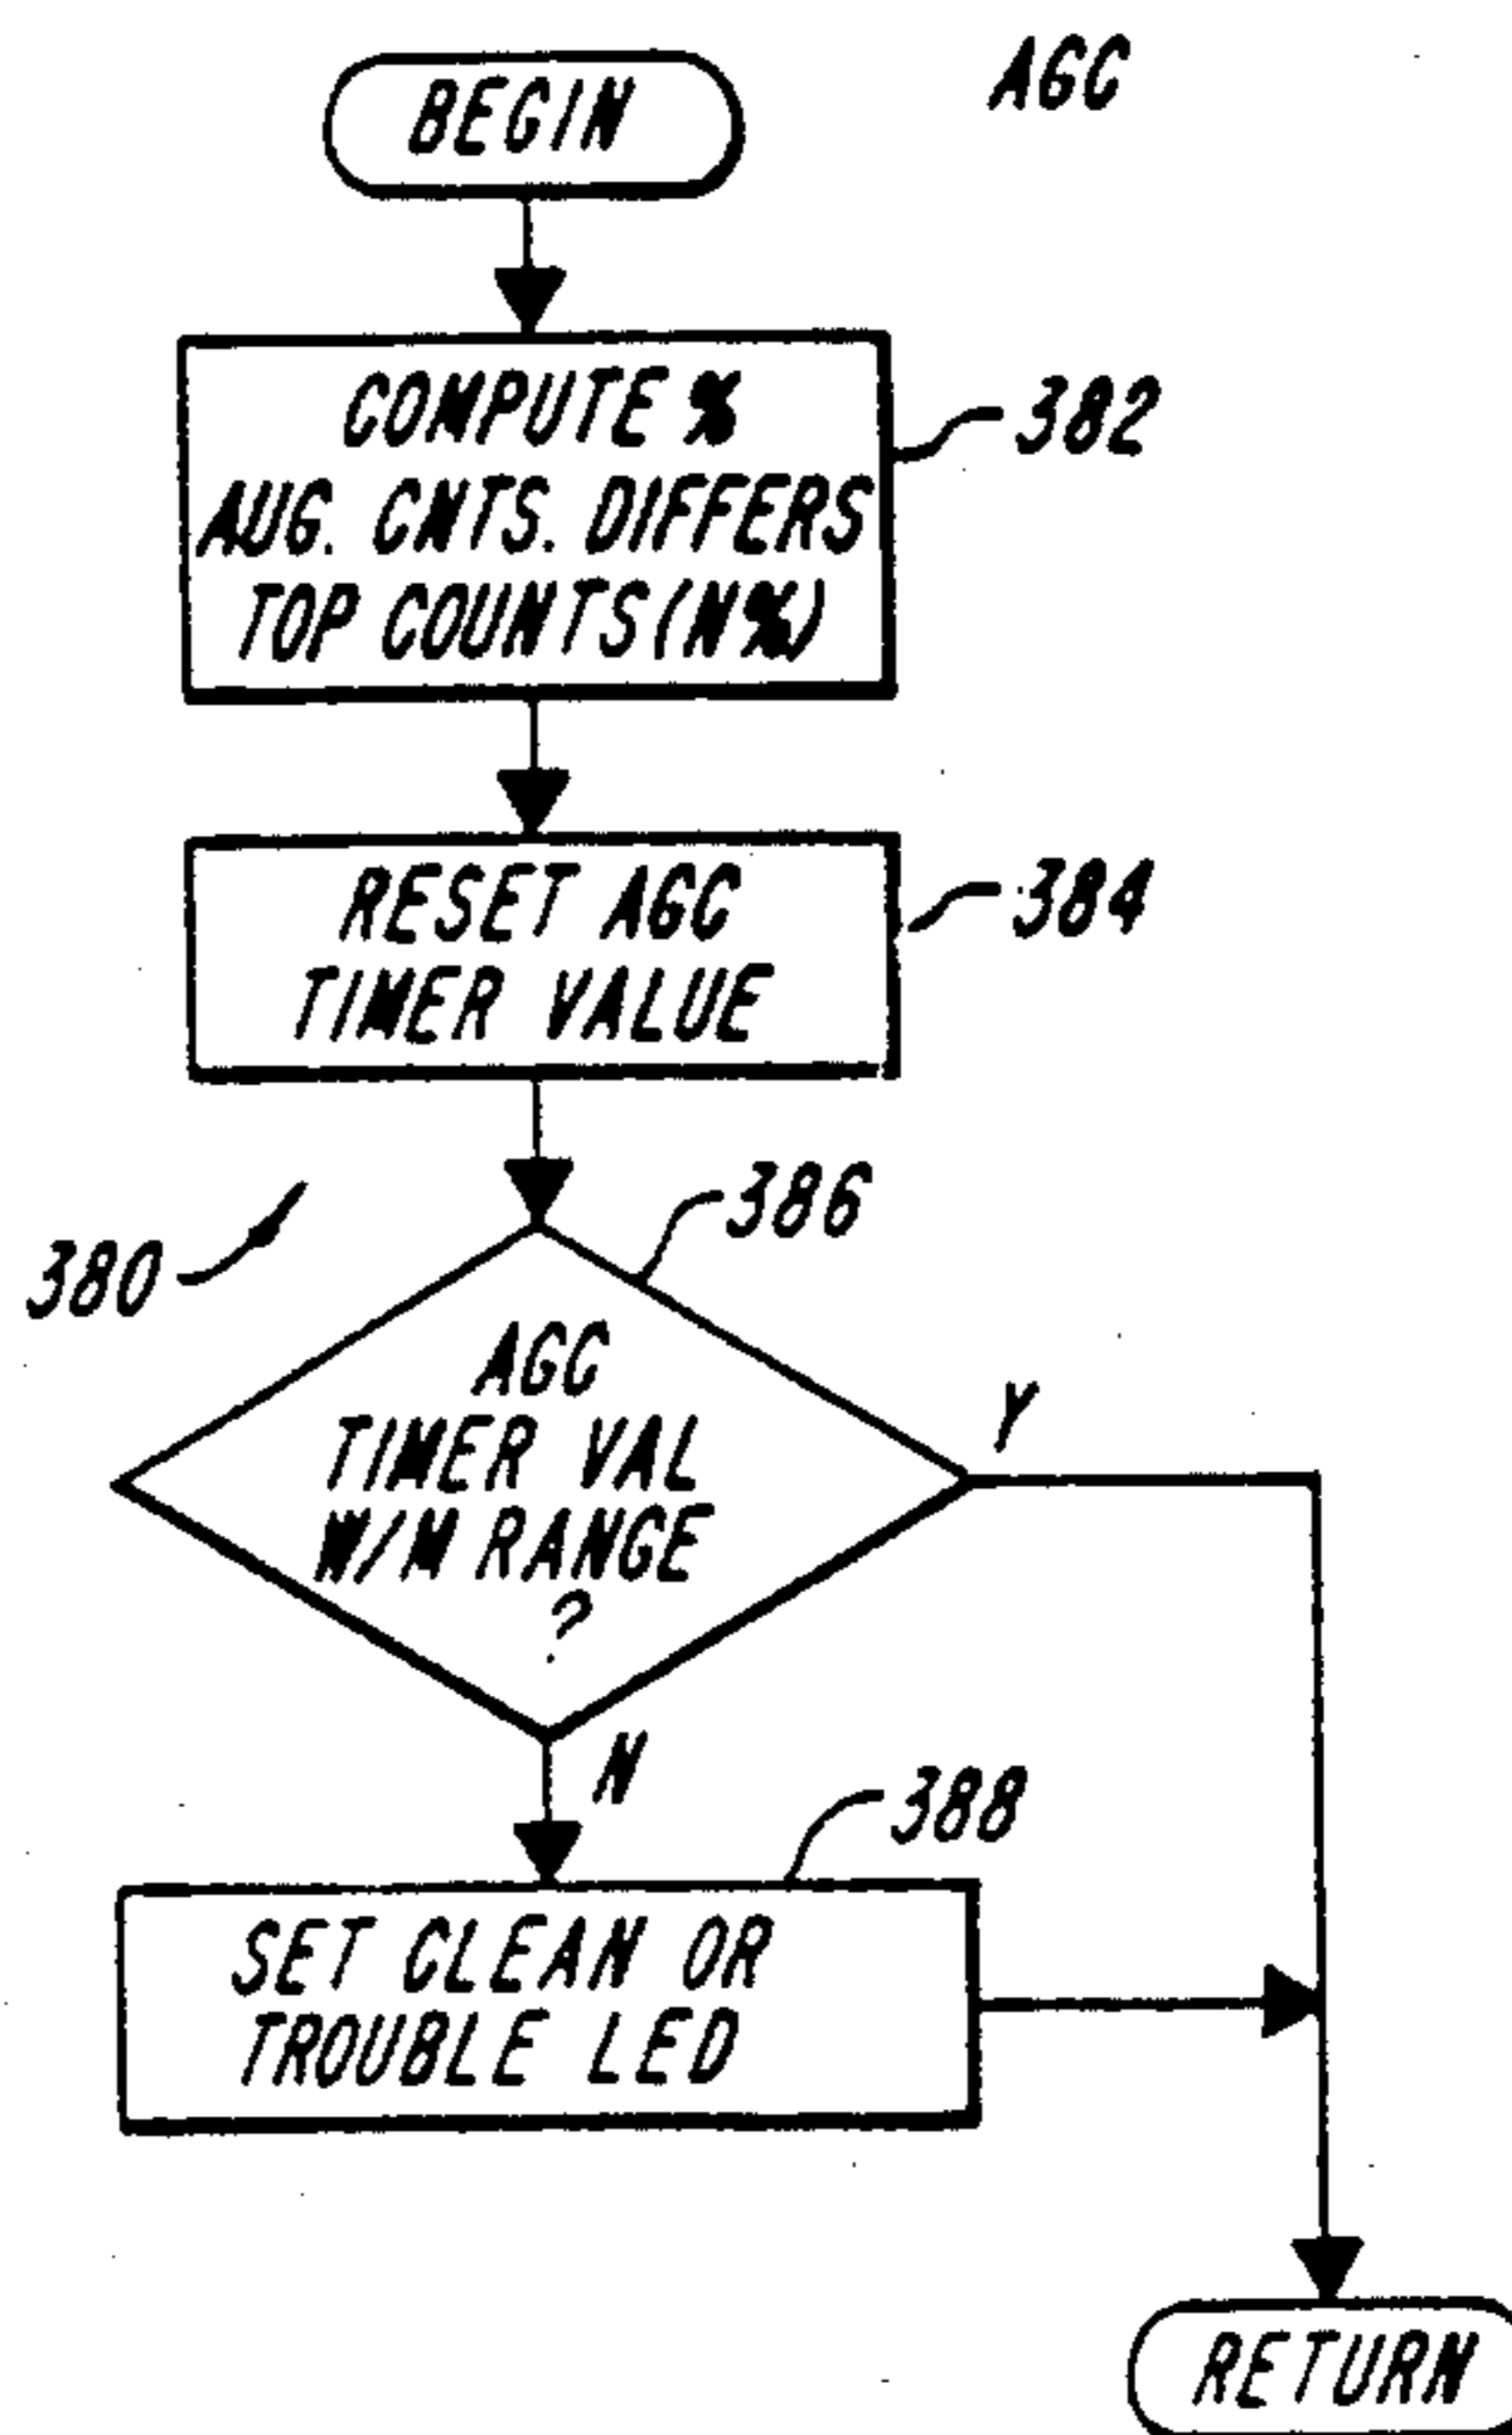 AGC
BEGIN
COMPUTE %
AUG. CNTS. DIFFERS
TOP COUNTS (N%)
382
RESET AGC
TIMER VALUE
384
380
386
AGC
TIMER VAL
W/N RANGE
?
Y
N
388
SET CLEAN OR
TROUBLE LED
RETURN